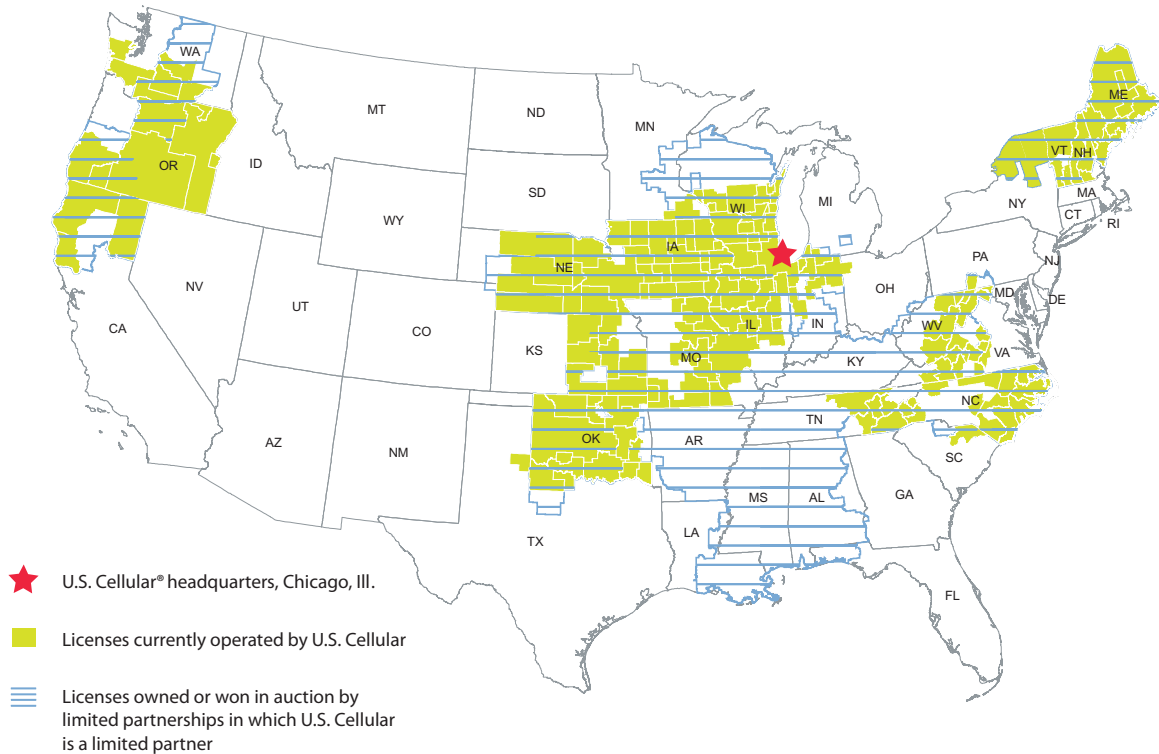 WA
MT
ND
MN
ME
VT
NH
OR
ID
SD
WI
MI
NY
MA
CT
RI
WY
IA
NE
PA
NJ
NV
UT
CO
IL
IN
OH
MD
DE
WV
CA
KS
MO
KY
VA
NC
TN
OK
AR
AZ
NM
SC
MS
AL
GA
TX
LA
FL
U.S. Cellular® headquarters, Chicago, Ill.
Licenses currently operated by U.S. Cellular
Licenses owned or won in auction by
limited partnerships in which U.S. Cellular
is a limited partner